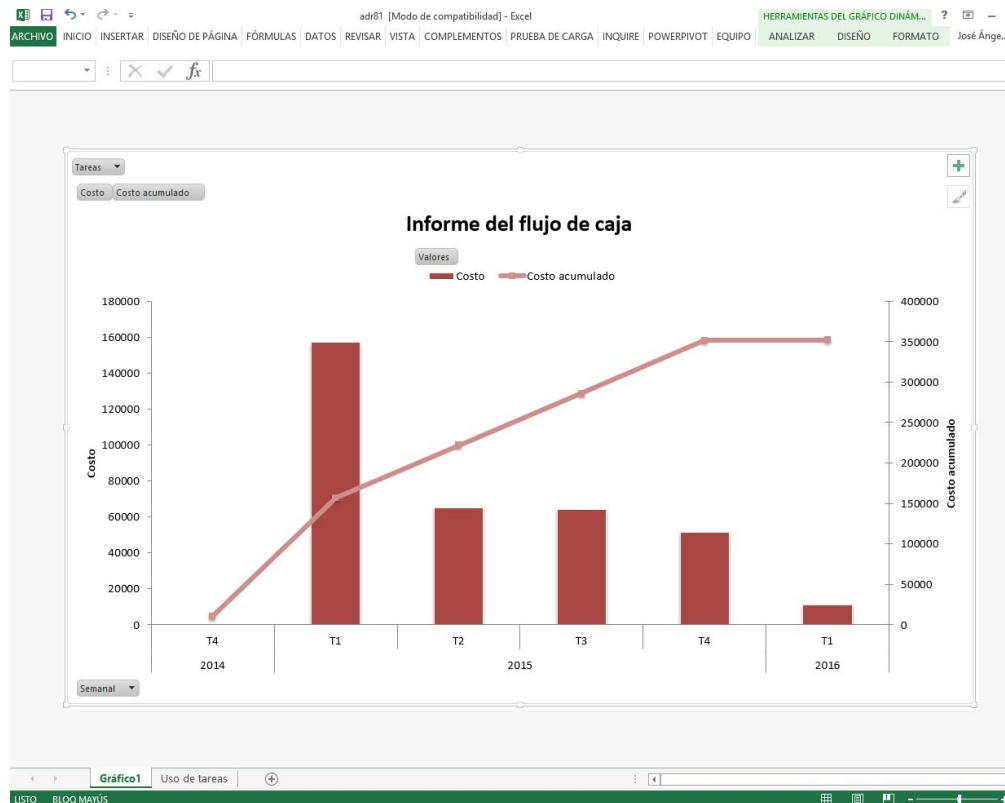 adr81 [Modo de compatibilidad] - Excel
HERRAMIENTAS DEL GRÁFICO DINÁM... ?
ARCHIVO INICIO INSERTAR DISEÑO DE PÁGINA FÓRMULAS DATOS REVISAR VISTA COMPLEMENTOS PRUEBA DE CARGA INQUIRE POWERPIVOT EQUIPO ANALIZAR DISEÑO FORMATO José Ánge...
fx
Tareas
Costo Costo acumulado
Informe del flujo de caja
Valores
Costo Costo acumulado
180000 400000
160000 350000
140000 300000
120000 250000
100000 200000
80000 150000
60000 100000
40000 50000
20000 0
0
Costo
Costo acumulado
T4 T1 T2 T3 T4 T1
2014 2015 2016
Semanal
Gráfico1 Uso de tareas
LISTO BLOQ MAYÚS